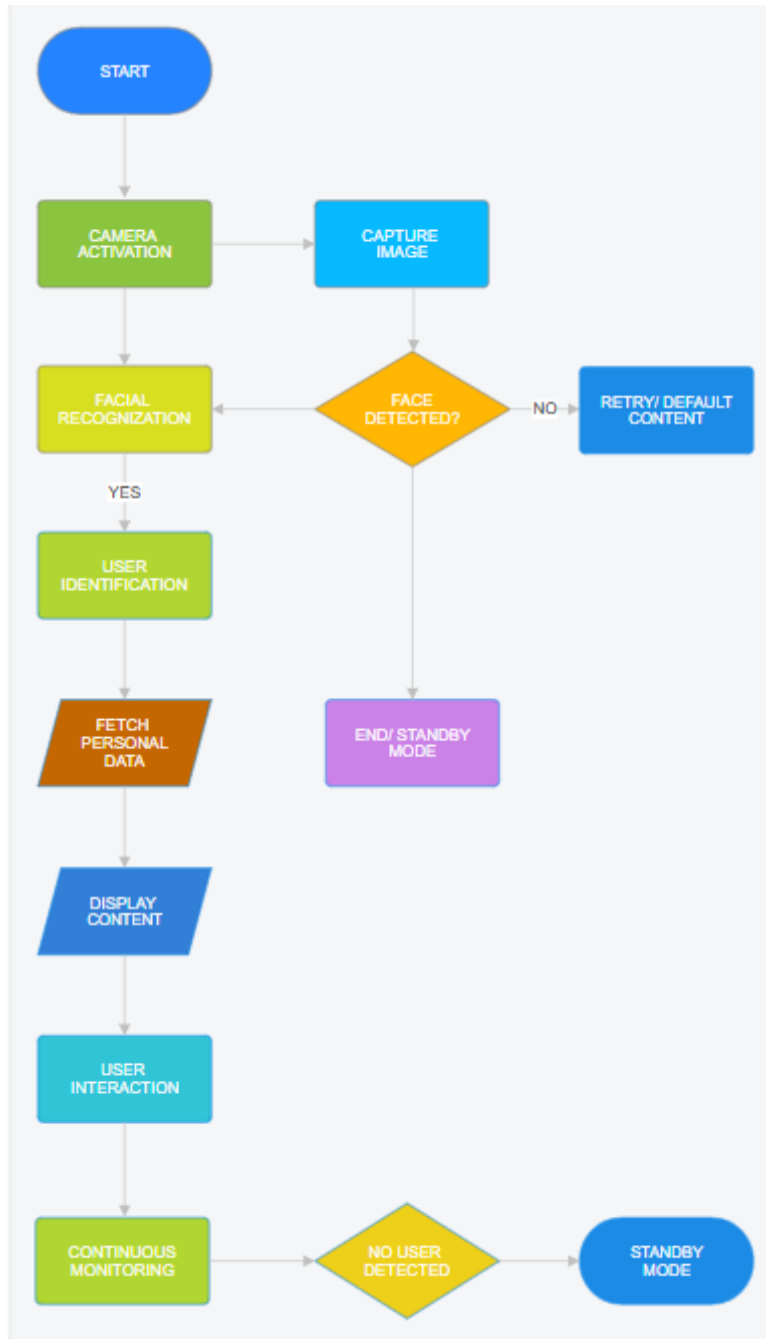 START
CAMERA
ACTIVATION
CAPTURE
IMAGE
FACIAL
RECOGNIZATION
FACE
DETECTED?
NO
RETRY/ DEFAULT
CONTENT
YES
USER
IDENTIFICATION
FETCH
PERSONAL
DATA
END/ STANDBY
MODE
DISPLAY
CONTENT
USER
INTERACTION
CONTINUOUS
MONITORING
NO USER
DETECTED
STANDBY
MODE